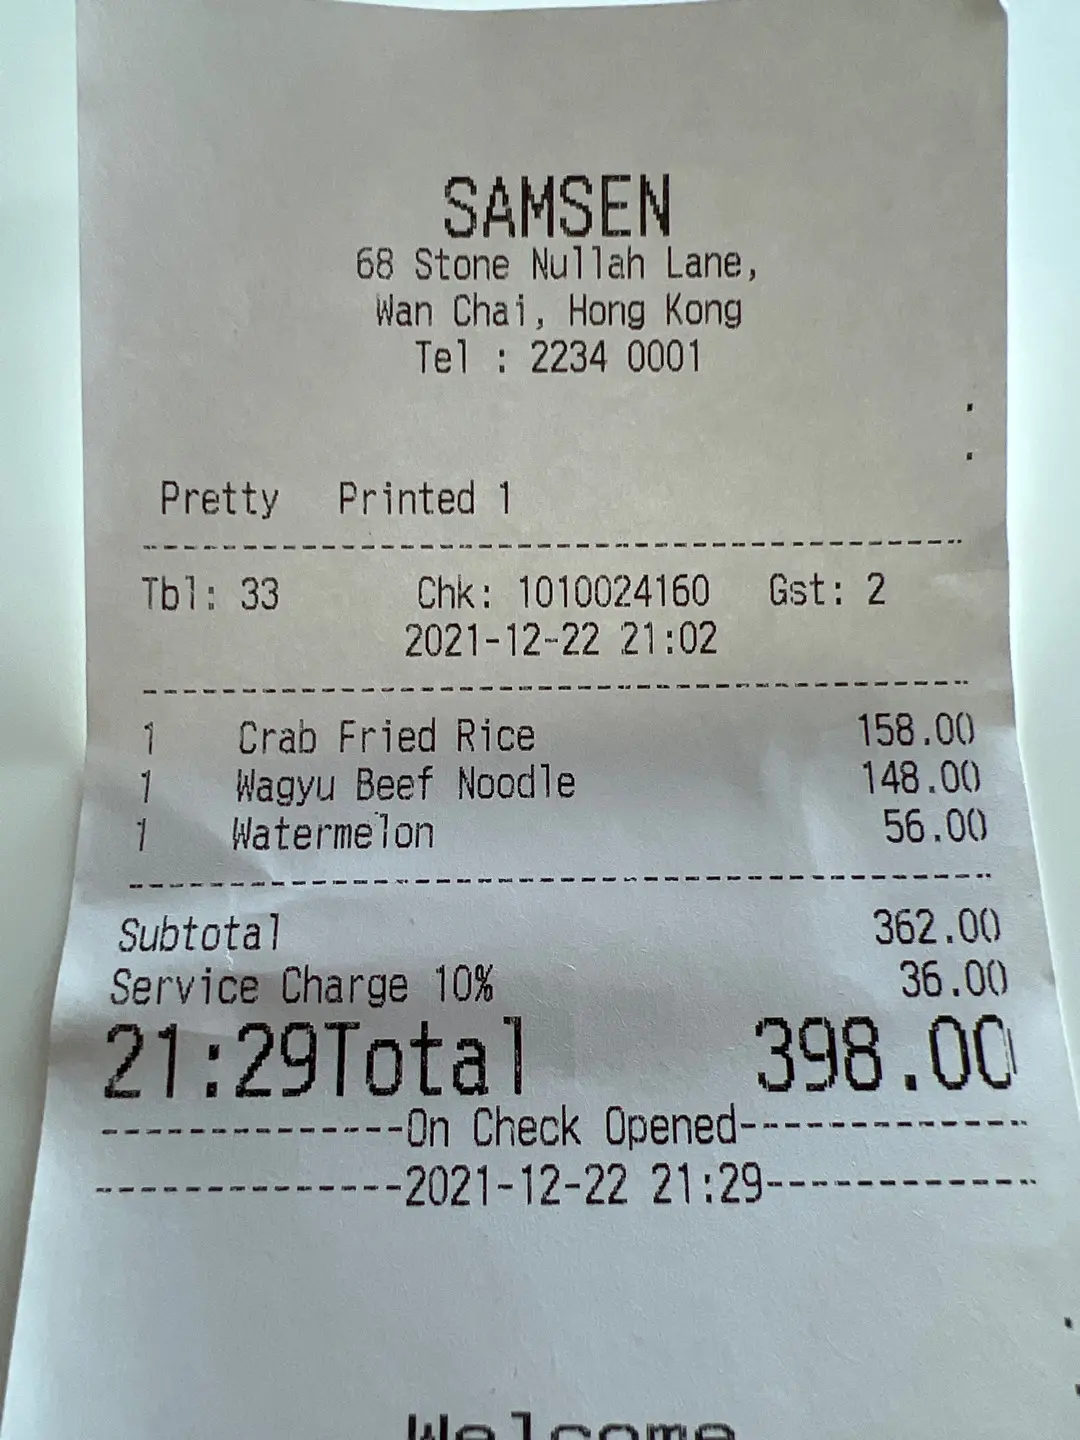 SAMSEN
68 Stone Nullah Lane,
Wan Chai, Hong Kong
Tel : 2234 0001
:
Pretty Printed 1
--------------------------------------------
Tbl: 33 Chk: 1010024160 Gst: 2
2021-12-22 21:02
--------------------------------------------
1 Crab Fried Rice 158.00
1 Wagyu Beef Noodle 148.00
1 Watermelon 56.00
--------------------------------------------
Subtotal 362.00
Service Charge 10% 36.00
21:29Total 398.00
--------------On Check Opened--------------
--------------2021-12-22 21:29--------------
Welcome